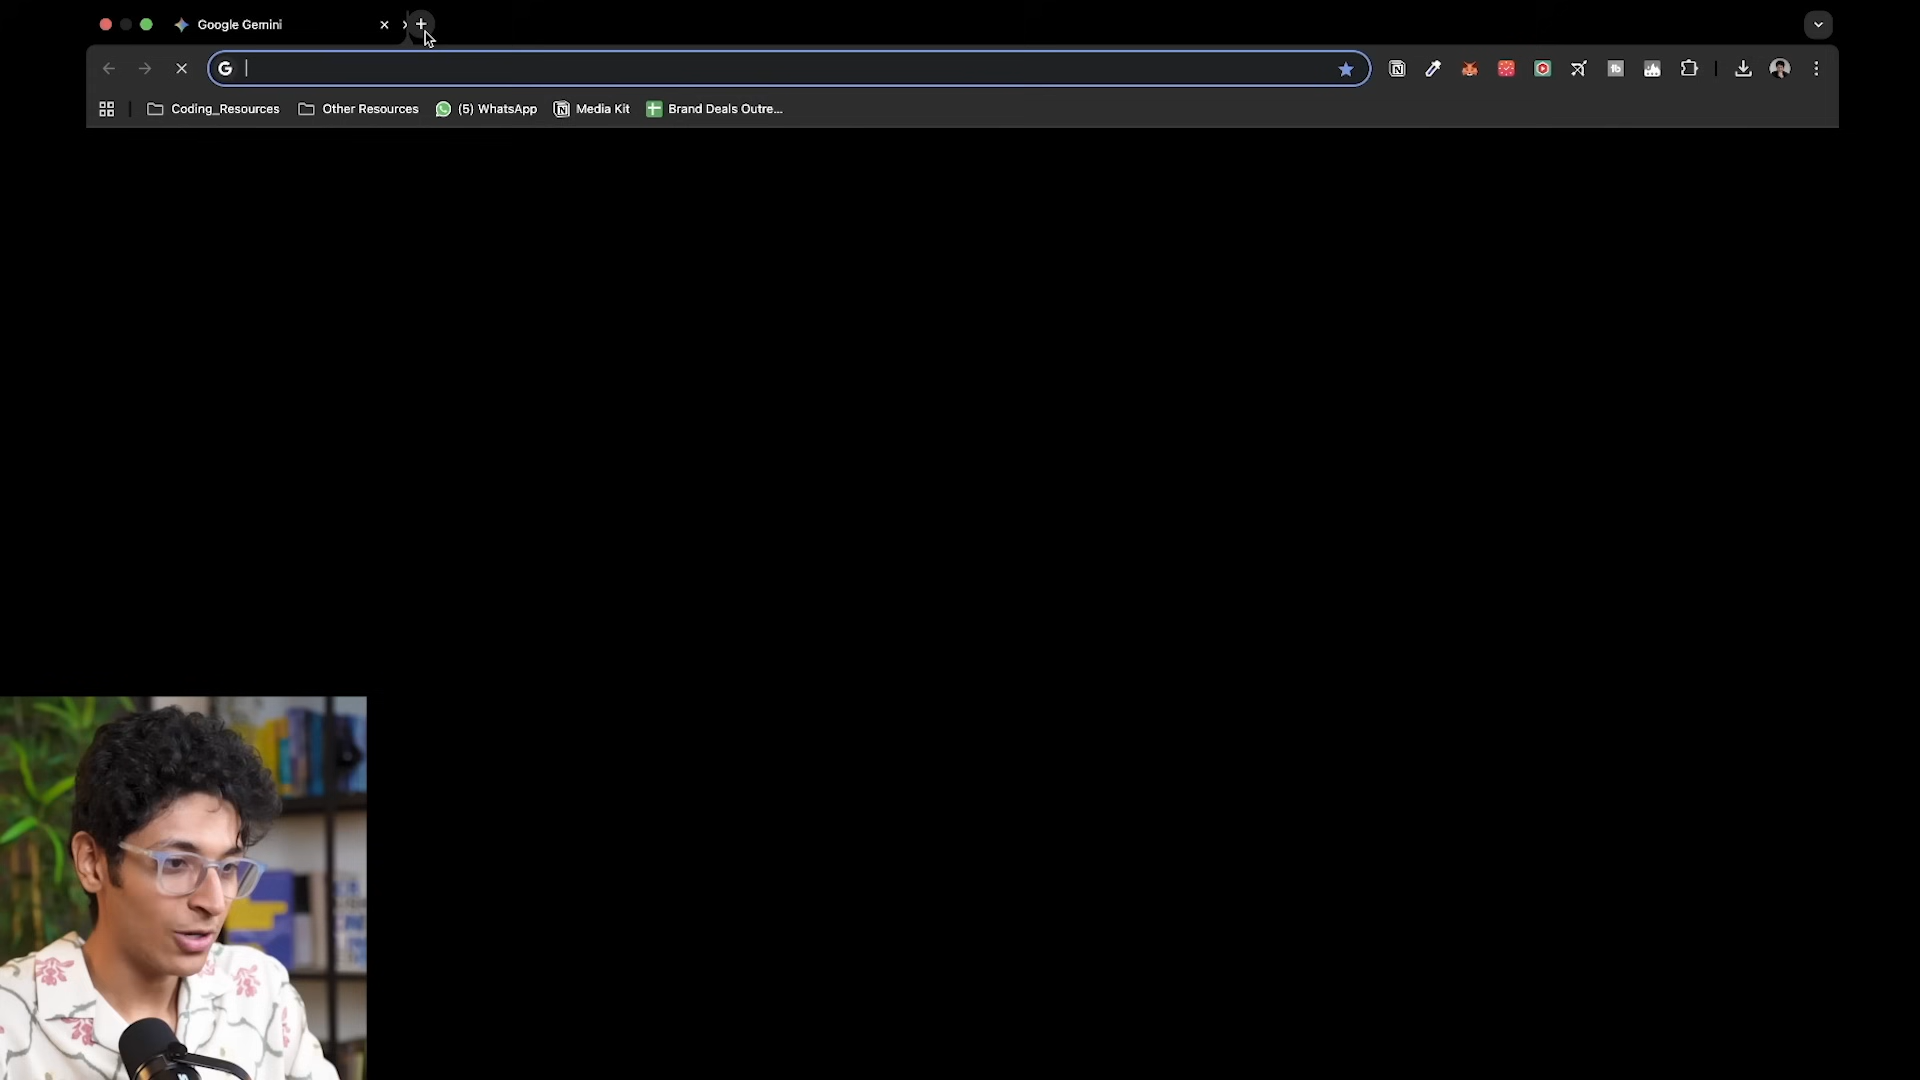 Google Gemini
Coding_Resources
Other Resources
(5) WhatsApp
Media Kit
Brand Deals Outre...